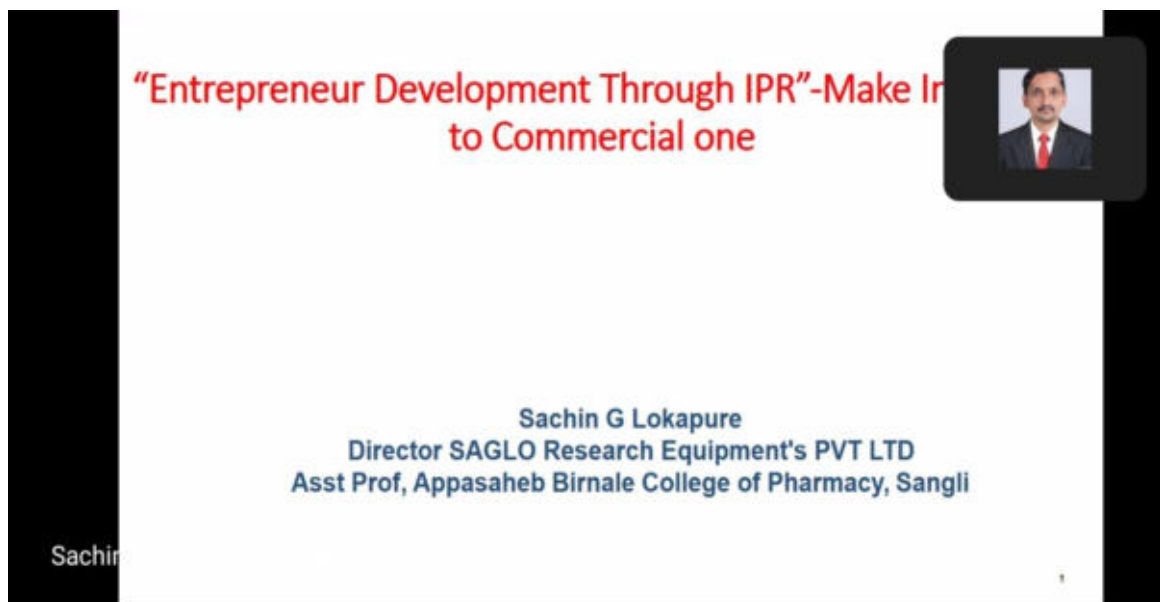 “Entrepreneur Development Through IPR”-Make
to Commercial one
Sachin G Lokapure
Director SAGLO Research Equipment's PVT LTD
Asst Prof, Appasaheb Birnale College of Pharmacy, Sangli
Sachin
1